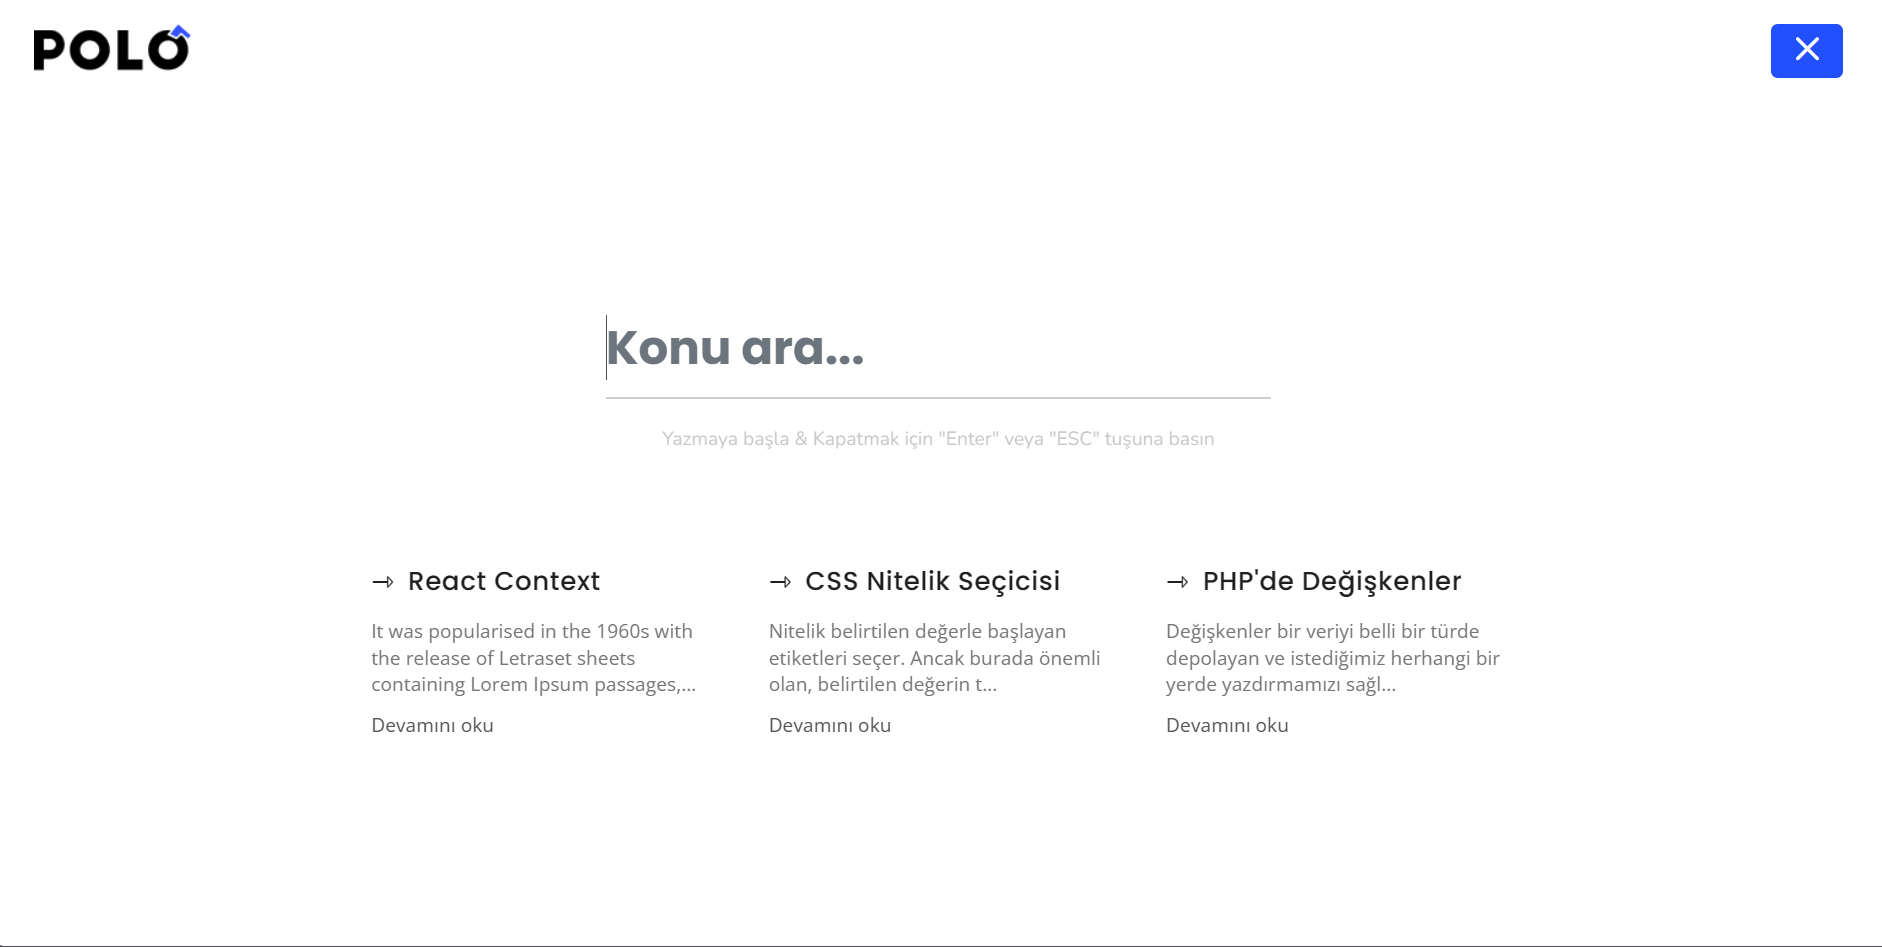 POLO
Konu ara...
Yazmaya başla & Kapatmak için "Enter" veya "ESC" tuşuna basın
React Context
It was popularised in the 1960s with
the release of Letraset sheets
containing Lorem Ipsum passages,...
Devamını oku
CSS Nitelik Seçicisi
Nitelik belirtilen değerle başlayan
etiketleri seçer. Ancak burada önemli
olan, belirtilen değerin t...
Devamını oku
PHP'de Değişkenler
Değişkenler bir veriyi belli bir türde
depolayan ve istediğimiz herhangi bir
yerde yazdırmamızı sağl...
Devamını oku